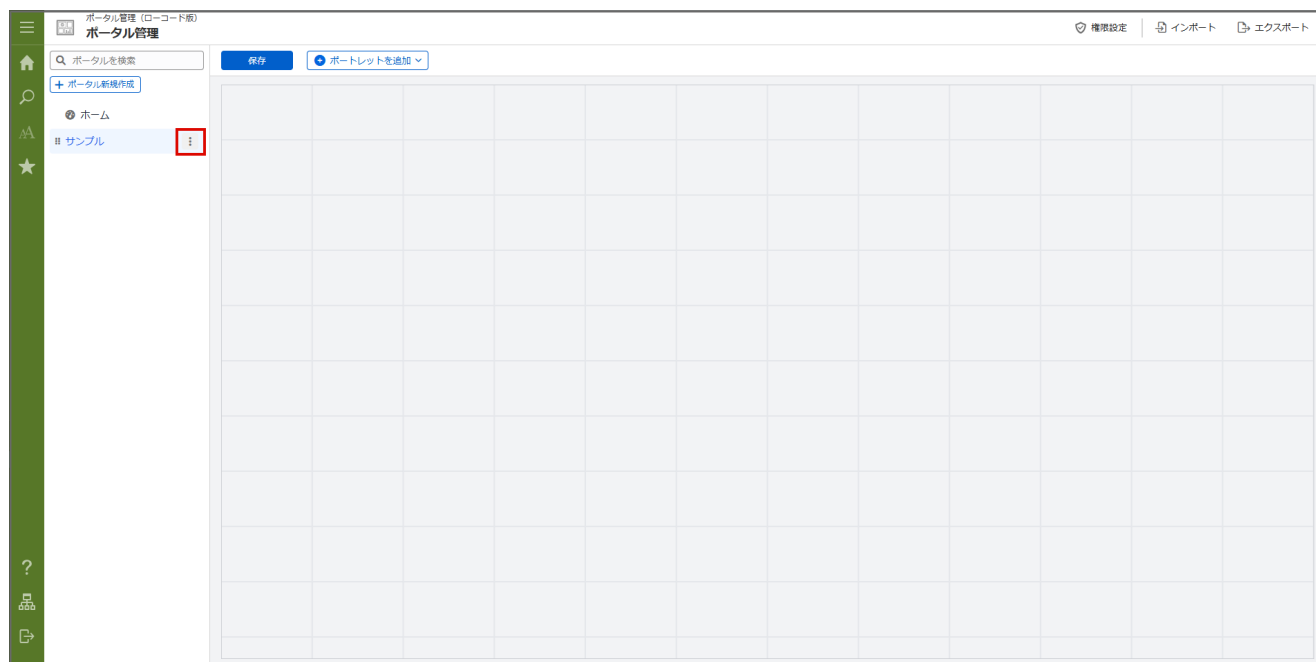 ポータル管理（ローコード版）
ポータル管理
権限設定
インポート
エクスポート
ポータルを検索
保存
ポートレットを追加
ポータル新規作成
ホーム
サンプル